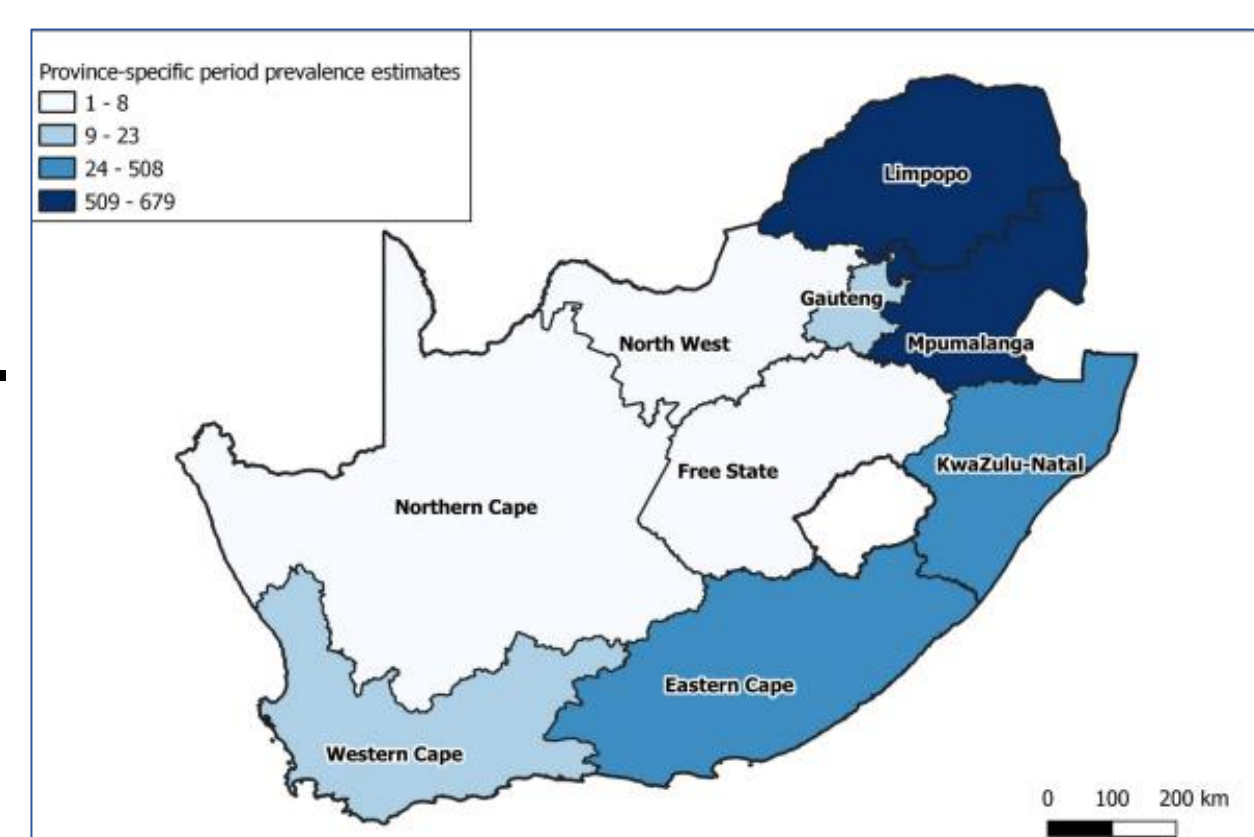 Province-specific period prevalence estimates
1 - 8
9 - 23
24 - 508
509 - 679
Limpopo
Gauteng
North West
Mpumalanga
KwaZulu-Natal
Free State
Northern Cape
Eastern Cape
Western Cape
0 100 200 km